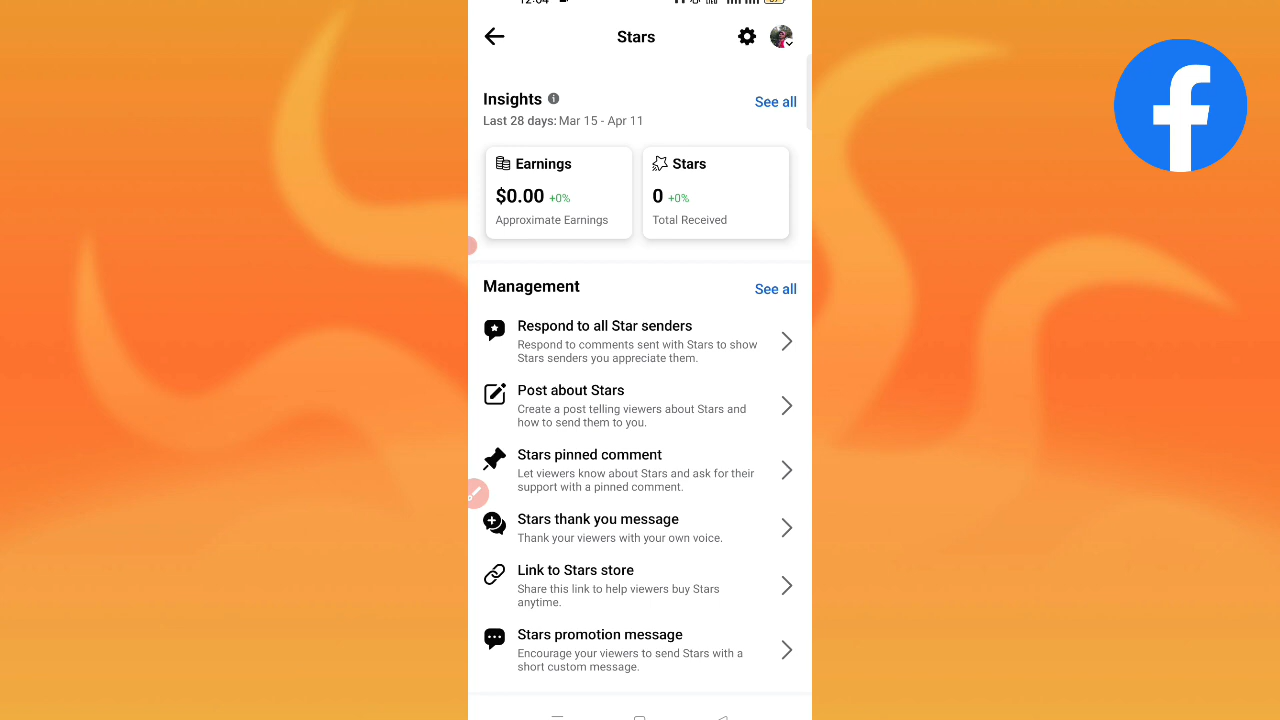 Stars
Insights
See all
Last 28 days: Mar 15 - Apr 11
Earnings
$0.00 +0%
Approximate Earnings
Stars
0 +0%
Total Received
Management
See all
Respond to all Star senders
Respond to comments sent with Stars to show
Stars senders you appreciate them.
Post about Stars
Create a post telling viewers about Stars and
how to send them to you.
Stars pinned comment
Let viewers know about Stars and ask for their
support with a pinned comment.
Stars thank you message
Thank your viewers with your own voice.
Link to Stars store
Share this link to help viewers buy Stars
anytime.
Stars promotion message
Encourage your viewers to send Stars with a
short custom message.